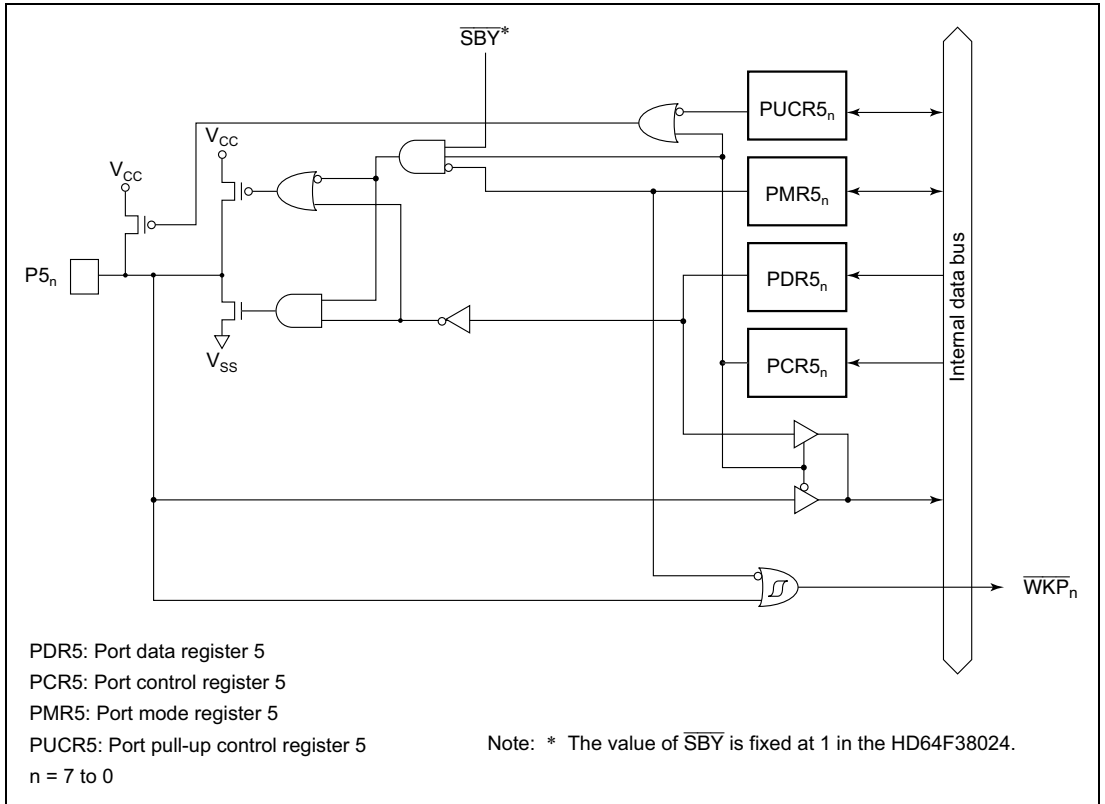 SBY*
PUCR5n
VCC
VCC
PMR5n
P5n
PDR5n
VSS
PCR5n
Internal data bus
WKPn
PDR5: Port data register 5
PCR5: Port control register 5
PMR5: Port mode register 5
PUCR5: Port pull-up control register 5
n = 7 to 0
Note: * The value of SBY is fixed at 1 in the HD64F38024.